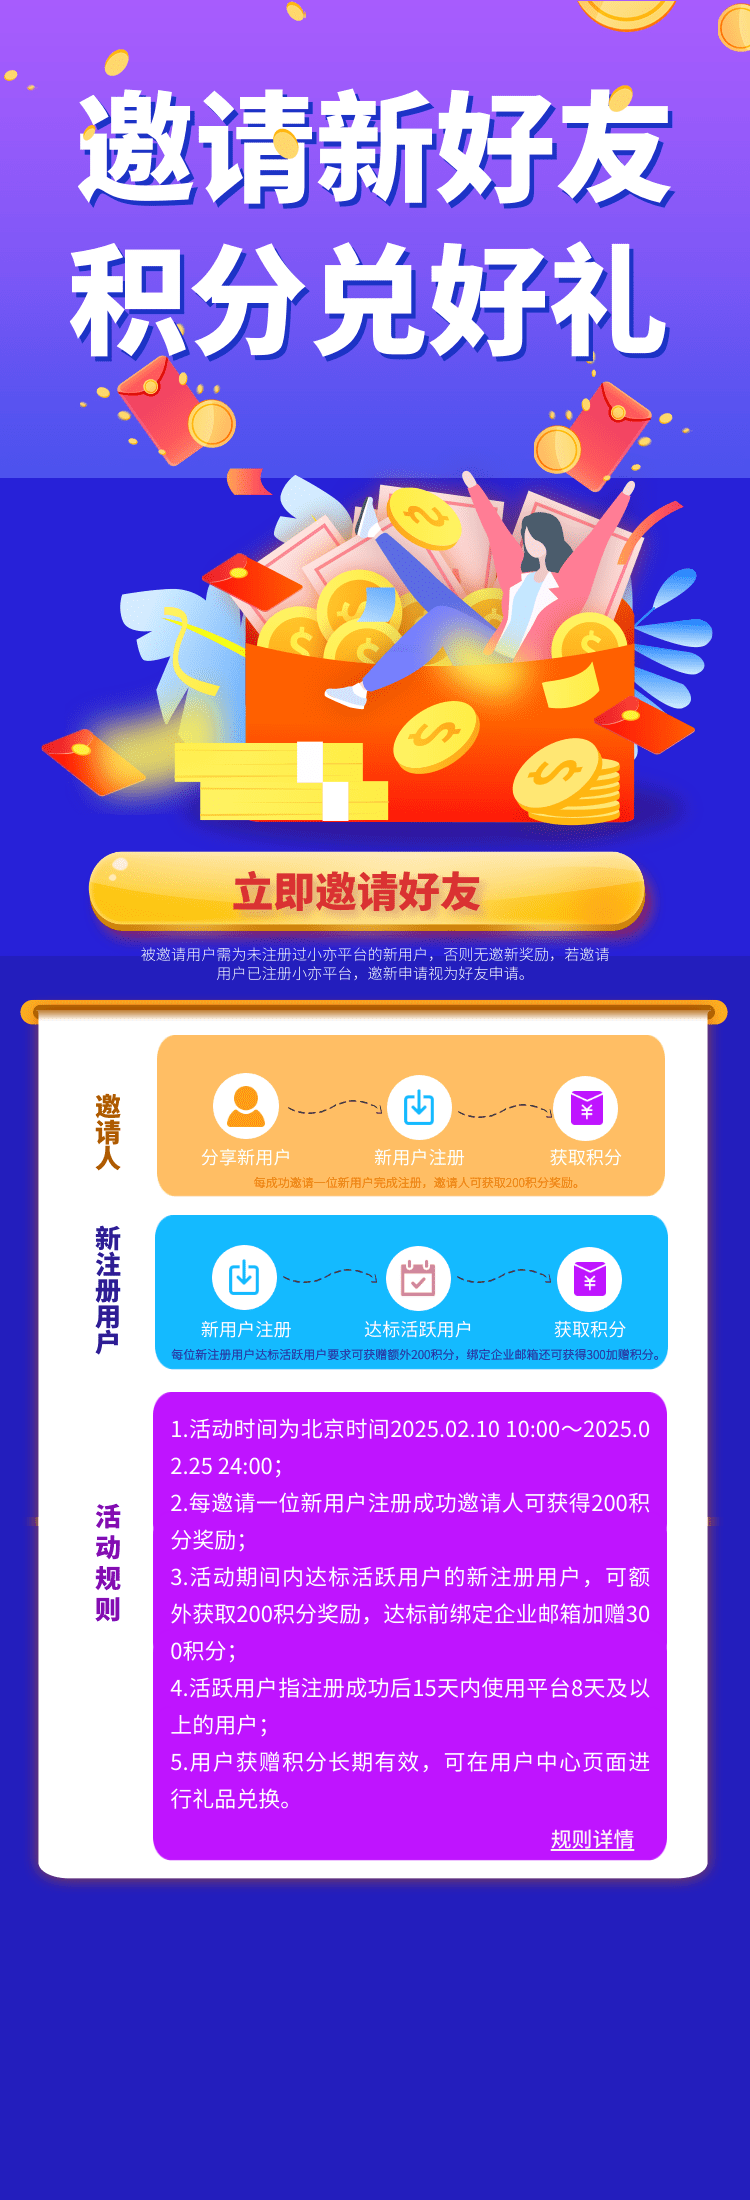 邀请新好友
积分兑好礼
立即邀请好友
被邀请用户需为未注册过小亦平台的新用户，否则无邀新奖励，若邀请
用户已注册小亦平台，邀新申请视为好友申请。
邀请人
分享新用户
新用户注册
¥
获取积分
每成功邀请一位新用户完成注册，邀请人可获取200积分奖励。
新注册用户
新用户注册
达标活跃用户
¥
获取积分
每位新注册用户达标活跃用户要求可获赠额外200积分，绑定企业邮箱还可获得300加赠积分。
活动规则
1.活动时间为北京时间2025.02.10 10:00～2025.0
2.25 24:00；
2.每邀请一位新用户注册成功邀请人可获得200积
分奖励；
3.活动期间内达标活跃用户的新注册用户，可额
外获取200积分奖励，达标前绑定企业邮箱加赠30
0积分；
4.活跃用户指注册成功后15天内使用平台8天及以
上的用户；
5.用户获赠积分长期有效，可在用户中心页面进
行礼品兑换。
规则详情